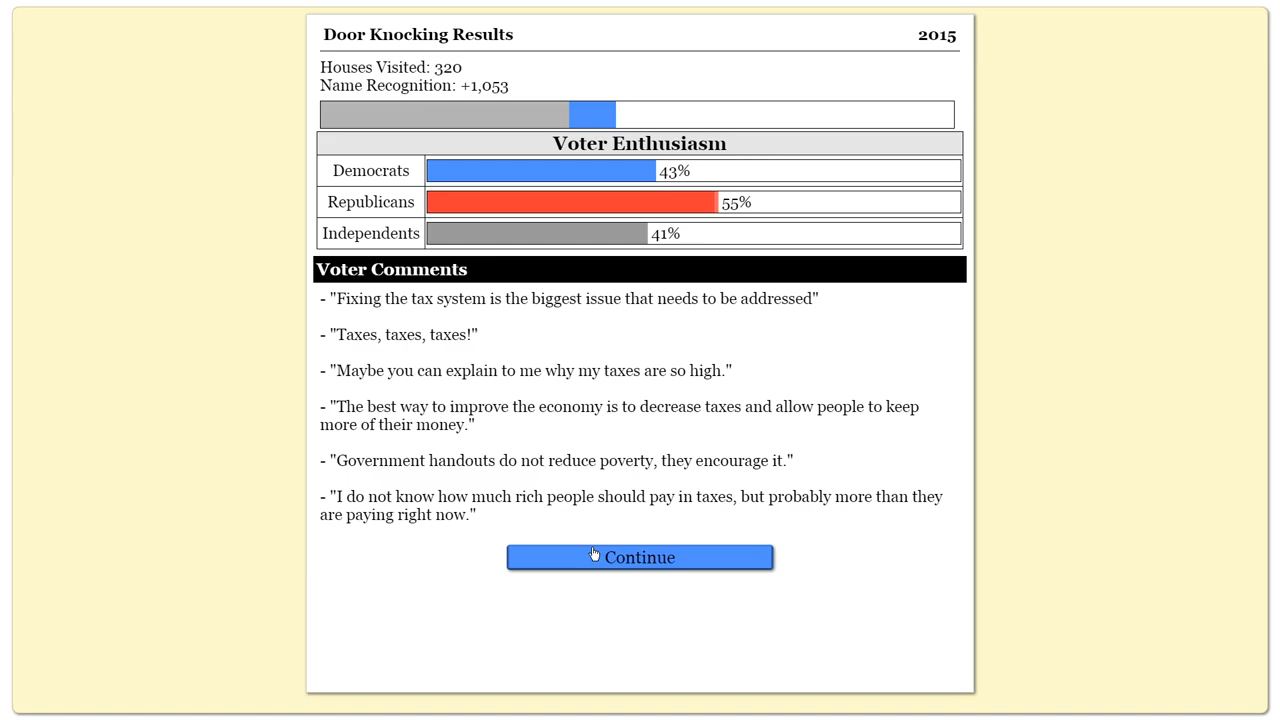 Door Knocking Results 2015
Houses Visited: 320
Name Recognition: +1,053
Voter Enthusiasm
Democrats 43%
Republicans 55%
Independents 41%
Voter Comments
- "Fixing the tax system is the biggest issue that needs to be addressed"
- "Taxes, taxes, taxes!"
- "Maybe you can explain to me why my taxes are so high."
- "The best way to improve the economy is to decrease taxes and allow people to keep
more of their money."
- "Government handouts do not reduce poverty, they encourage it."
- "I do not know how much rich people should pay in taxes, but probably more than they
are paying right now."
Continue